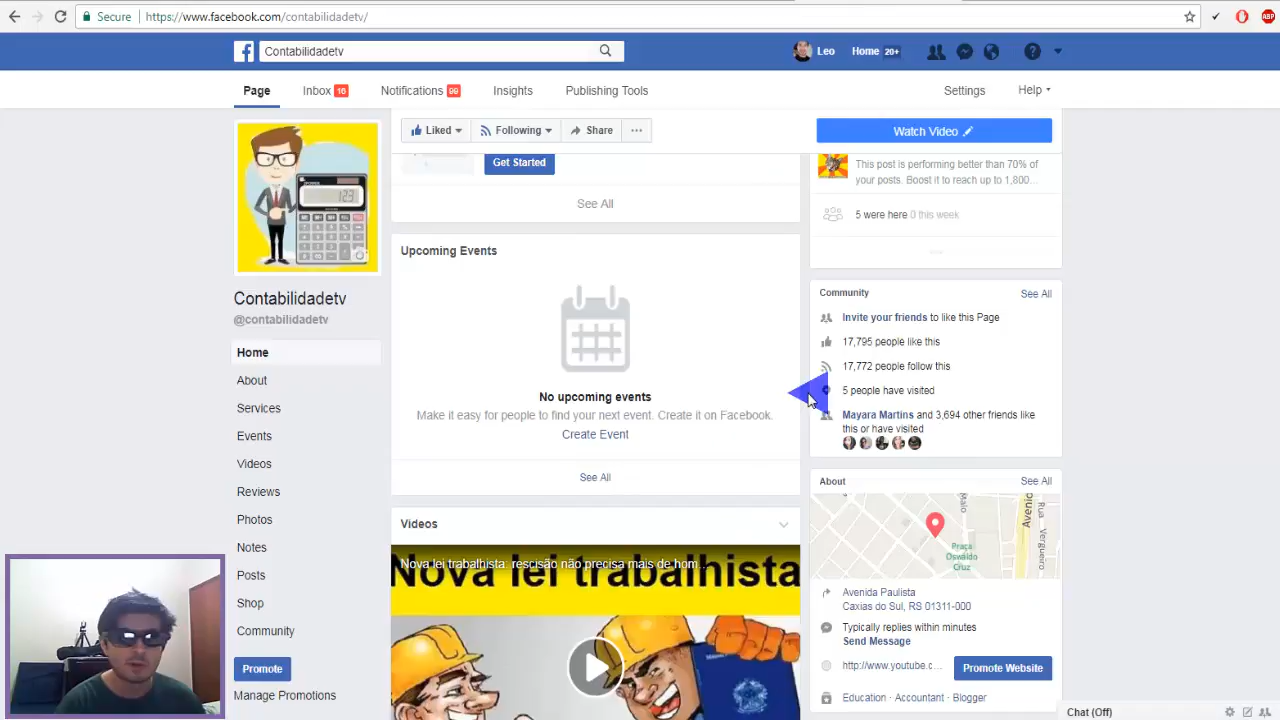 Secure https://www.facebook.com/contabilidadetv/
ABP
Contabilidadetv
Leo Home 20+
Page Inbox 16 Notifications 99 Insights Publishing Tools Settings Help
Liked Following Share ... Watch Video
Get Started
See All
This post is performing better than 70% of
your posts. Boost it to reach up to 1,800...
5 were here 0 this week
Upcoming Events
No upcoming events
Make it easy for people to find your next event. Create it on Facebook.
Create Event
See All
Community See All
Invite your friends to like this Page
17,795 people like this
17,772 people follow this
5 people have visited
Mayara Martins and 3,694 other friends like
this or have visited
Contabilidadetv
@contabilidadetv
Home
About
Services
Events
Videos
Reviews
Photos
Notes
Posts
Shop
Community
Promote
Manage Promotions
Videos
Nova lei trabalhista: rescisão não precisa mais de hom...
Nova lei trabalhista
About See All
Avenid
Rua
Vergueiro
Praça
Oswaldo
Cruz
Avenida Paulista
Caxias do Sul, RS 01311-000
Typically replies within minutes
Send Message
http://www.youtube.c... Promote Website
Education · Accountant · Blogger
Chat (Off)